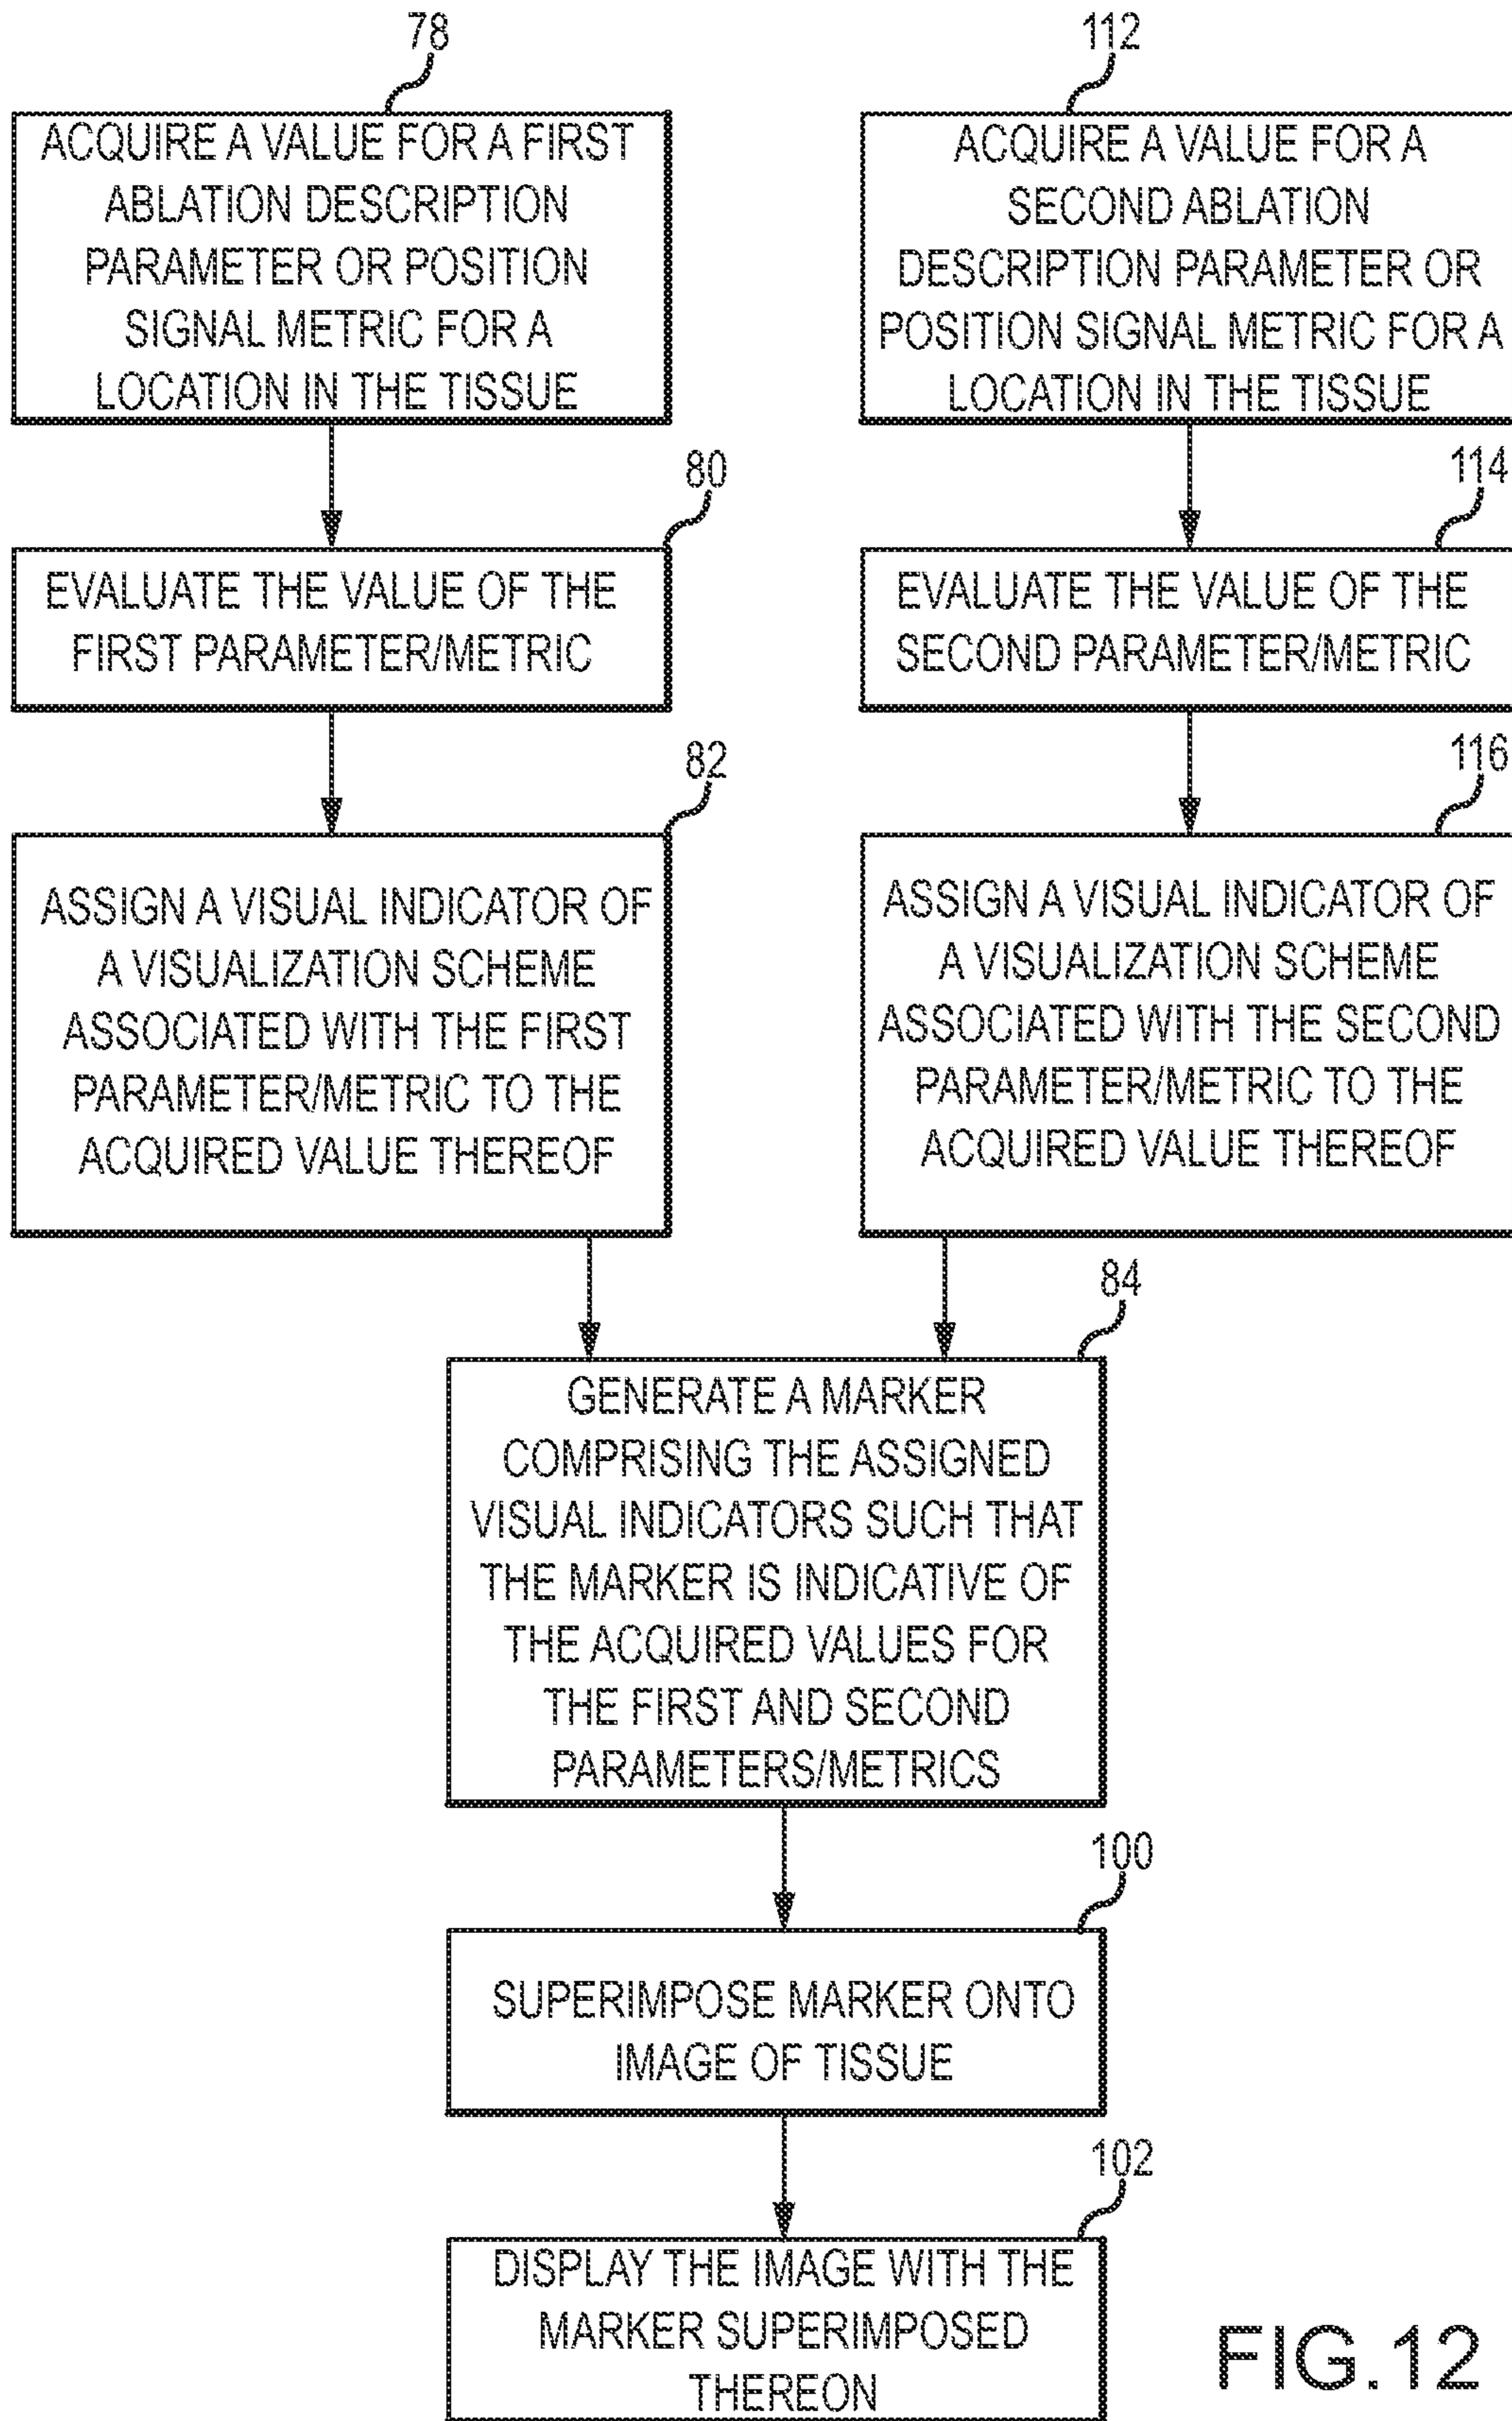 78
ACQUIRE A VALUE FOR A FIRST
ABLATION DESCRIPTION
PARAMETER OR POSITION
SIGNAL METRIC FOR A
LOCATION IN THE TISSUE
112
ACQUIRE A VALUE FOR A
SECOND ABLATION
DESCRIPTION PARAMETER OR
POSITION SIGNAL METRIC FOR A
LOCATION IN THE TISSUE
80
EVALUATE THE VALUE OF THE
FIRST PARAMETER/METRIC
114
EVALUATE THE VALUE OF THE
SECOND PARAMETER/METRIC
82
ASSIGN A VISUAL INDICATOR OF
A VISUALIZATION SCHEME
ASSOCIATED WITH THE FIRST
PARAMETER/METRIC TO THE
ACQUIRED VALUE THEREOF
116
ASSIGN A VISUAL INDICATOR OF
A VISUALIZATION SCHEME
ASSOCIATED WITH THE SECOND
PARAMETER/METRIC TO THE
ACQUIRED VALUE THEREOF
84
GENERATE A MARKER
COMPRISING THE ASSIGNED
VISUAL INDICATORS SUCH THAT
THE MARKER IS INDICATIVE OF
THE ACQUIRED VALUES FOR
THE FIRST AND SECOND
PARAMETERS/METRICS
100
SUPERIMPOSE MARKER ONTO
IMAGE OF TISSUE
102
DISPLAY THE IMAGE WITH THE
MARKER SUPERIMPOSED
THEREON
FIG.12